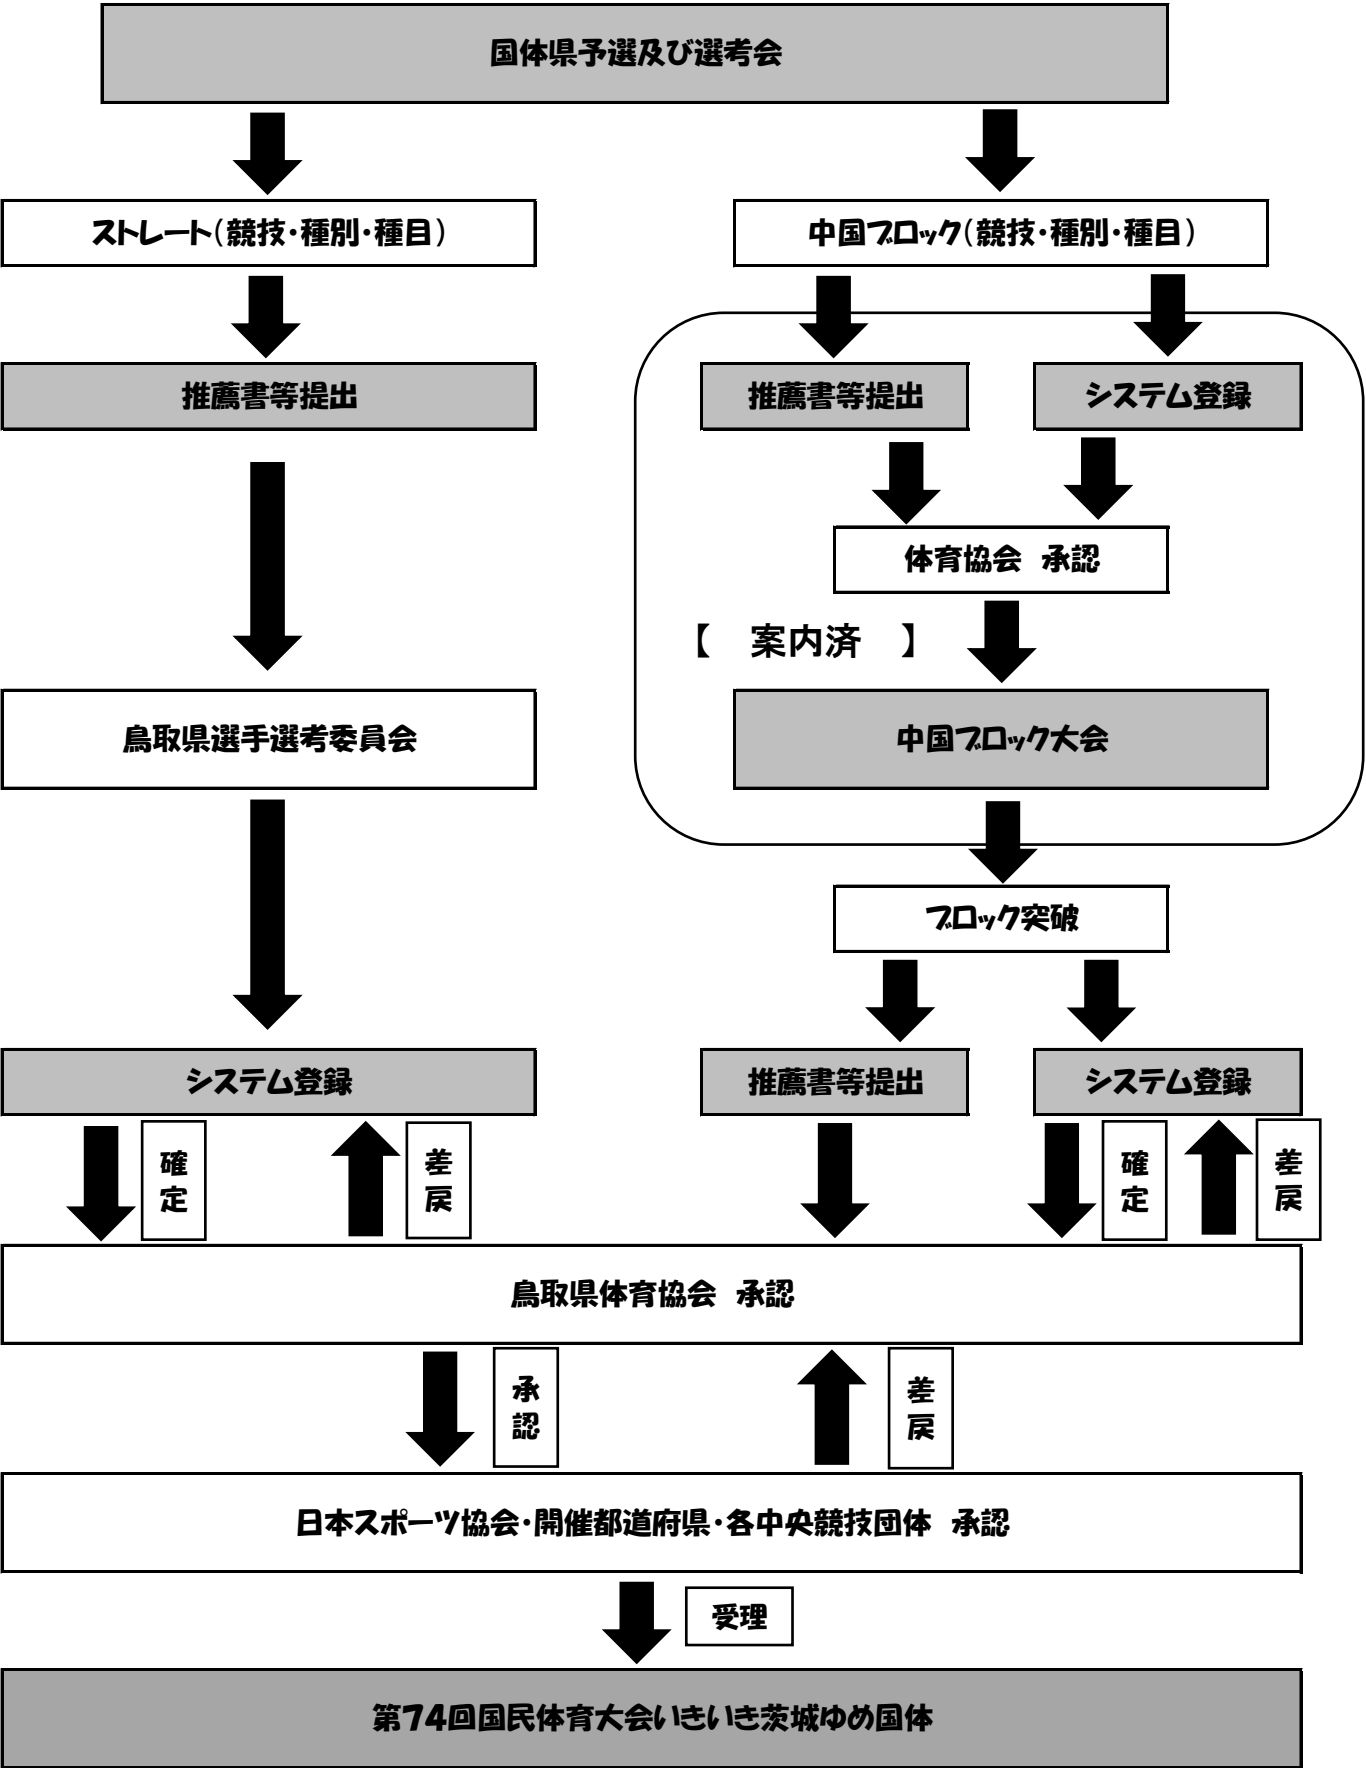 国体県予選及び選考会
ストレート(競技・種別・種目)
中国ブロック(競技・種別・種目)
推薦書等提出
推薦書等提出
システム登録
体育協会　承認
【　案内済　】
鳥取県選手選考委員会
中国ブロック大会
ブロック突破
システム登録
推薦書等提出
システム登録
確定
差戻
確定
差戻
鳥取県体育協会　承認
承認
差戻
日本スポーツ協会・開催都道府県・各中央競技団体　承認
受理
第74回国民体育大会いきいき茨城ゆめ国体